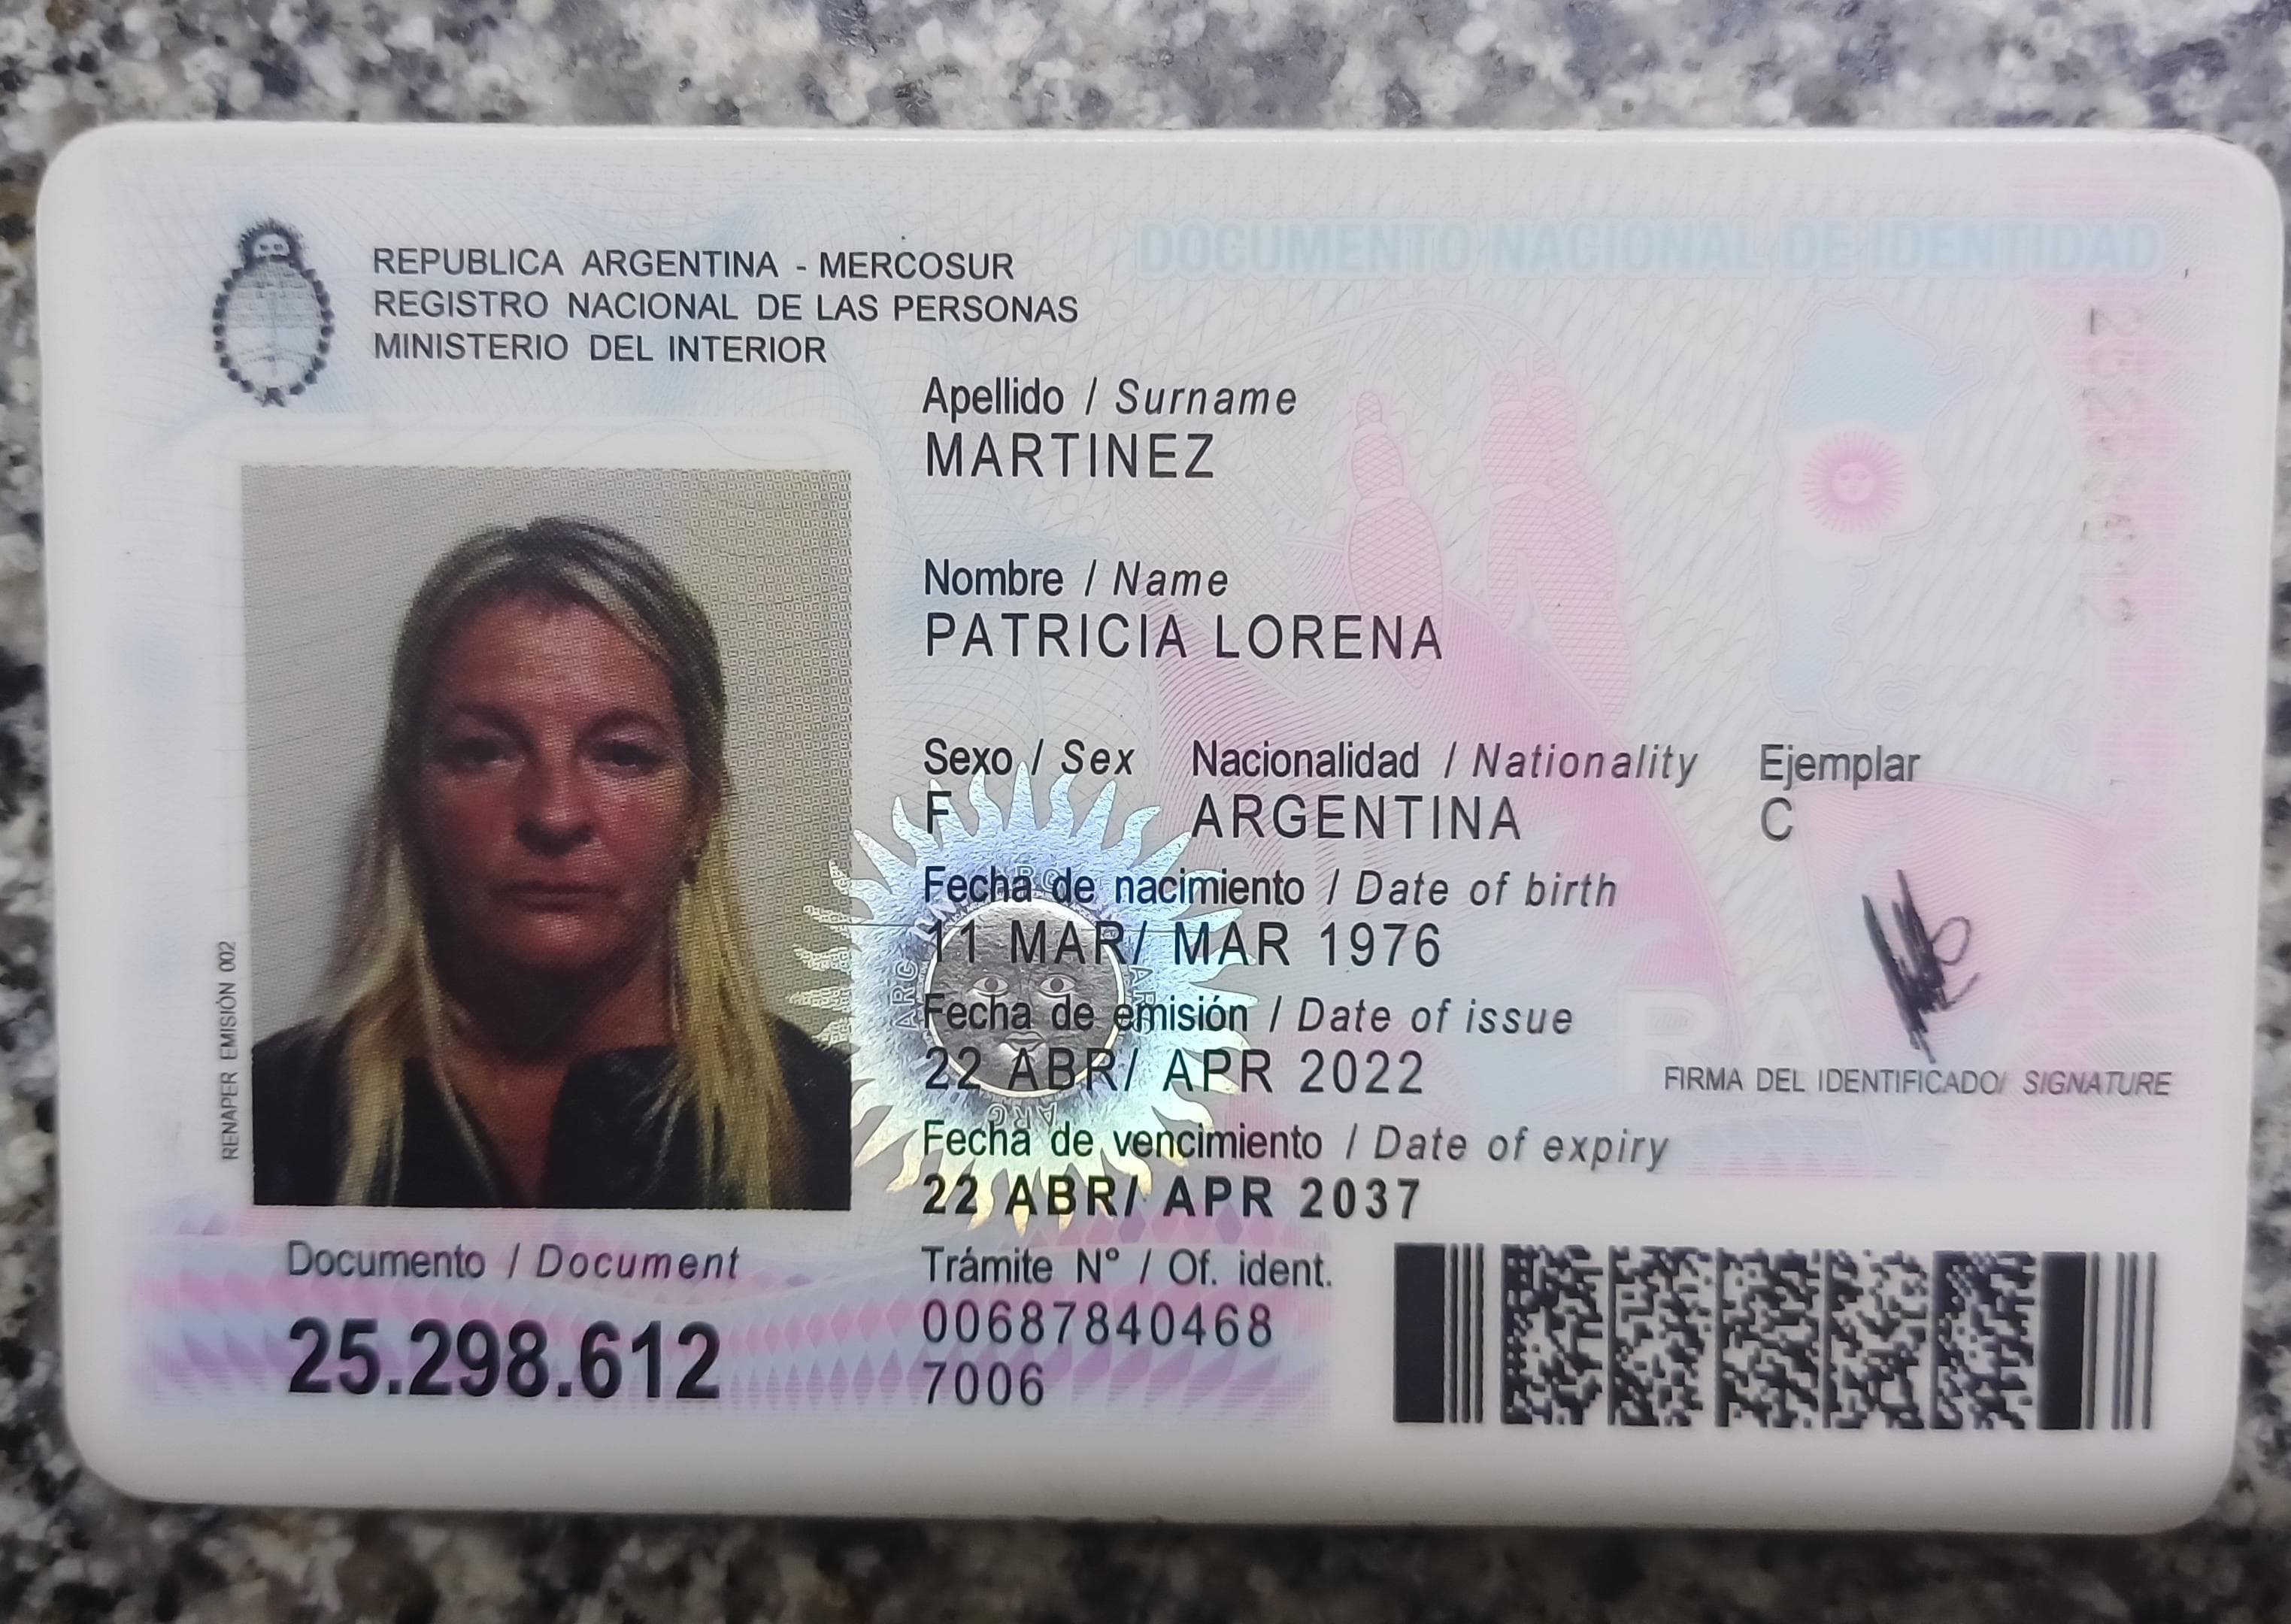 REPUBLICA ARGENTINA - MERCOSUR
REGISTRO NACIONAL DE LAS PERSONAS
MINISTERIO DEL INTERIOR
DOCUMENTO NACIONAL DE IDENTIDAD
Apellido / Surname
MARTINEZ
Nombre / Name
PATRICIA LORENA
Sexo / Sex Nacionalidad / Nationality Ejemplar
F ARGENTINA C
Fecha de nacimiento / Date of birth
11 MAR/ MAR 1976
Fecha de emisión / Date of issue
22 ABR/ APR 2022
FIRMA DEL IDENTIFICADO/ SIGNATURE
Fecha de vencimiento / Date of expiry
22 ABR/ APR 2037
RENAPER EMISIÓN 002
Documento / Document
25.298.612
Trámite Nº / Of. ident.
00687840468
7006